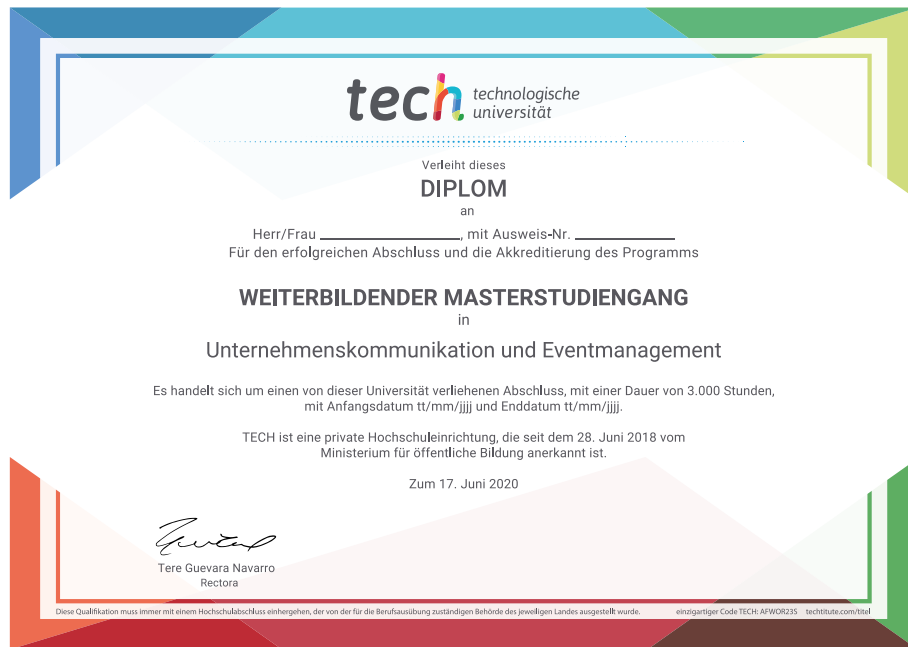 tech technologische
universität
Verleiht dieses
DIPLOM
an
Herr/Frau ____________________, mit Ausweis-Nr. ______________
Für den erfolgreichen Abschluss und die Akkreditierung des Programms
WEITERBILDENDER MASTERSTUDIENGANG
in
Unternehmenskommunikation und Eventmanagement
Es handelt sich um einen von dieser Universität verliehenen Abschluss, mit einer Dauer von 3.000 Stunden,
mit Anfangsdatum tt/mm/jjjj und Enddatum tt/mm/jjjj.
TECH ist eine private Hochschuleinrichtung, die seit dem 28. Juni 2018 vom
Ministerium für öffentliche Bildung anerkannt ist.
Zum 17. Juni 2020
Tere Guevara Navarro
Rectora
Diese Qualifikation muss immer mit einem Hochschulabschluss einhergehen, der von der für die Berufsausübung zuständigen Behörde des jeweiligen Landes ausgestellt wurde. einzigartiger Code TECH: AFWOR23S techtitute.com/titel